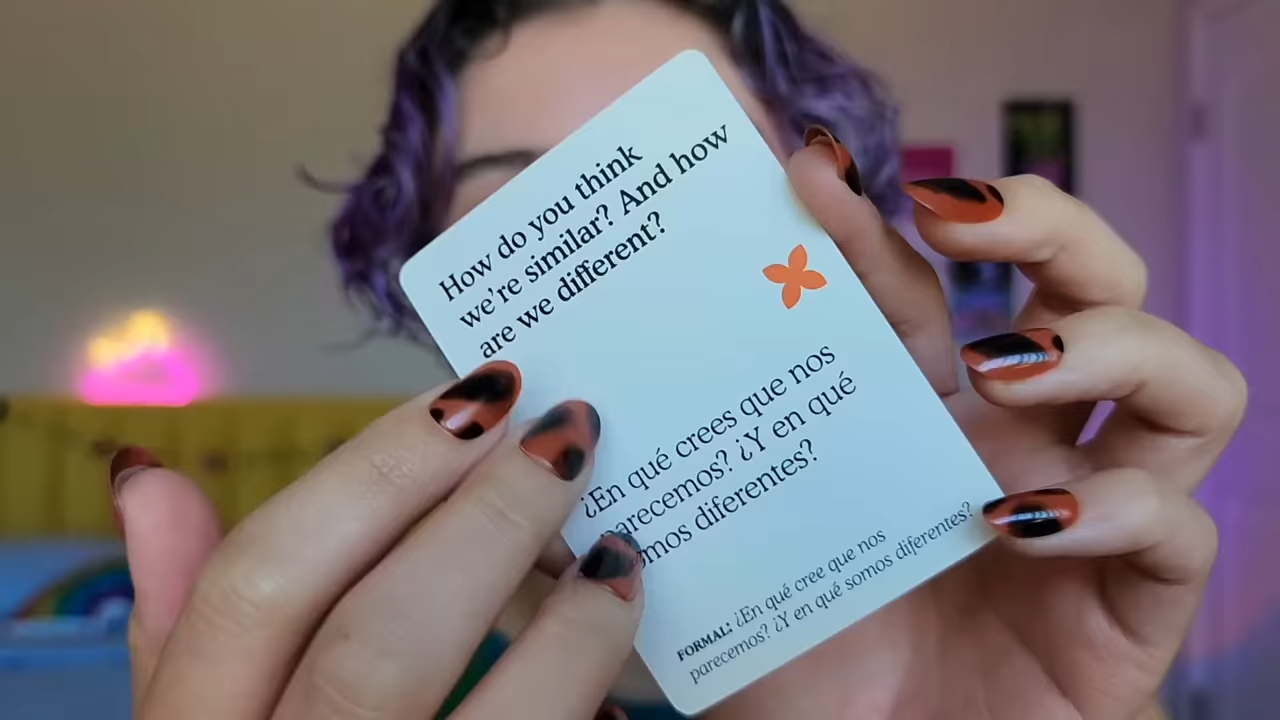 How do you think
we're similar? And how
are we different?
¿En qué crees que nos
parecemos? ¿Y en qué
mos diferentes?
FORMAL: ¿En qué cree que nos
parecemos? ¿Y en qué somos diferentes?